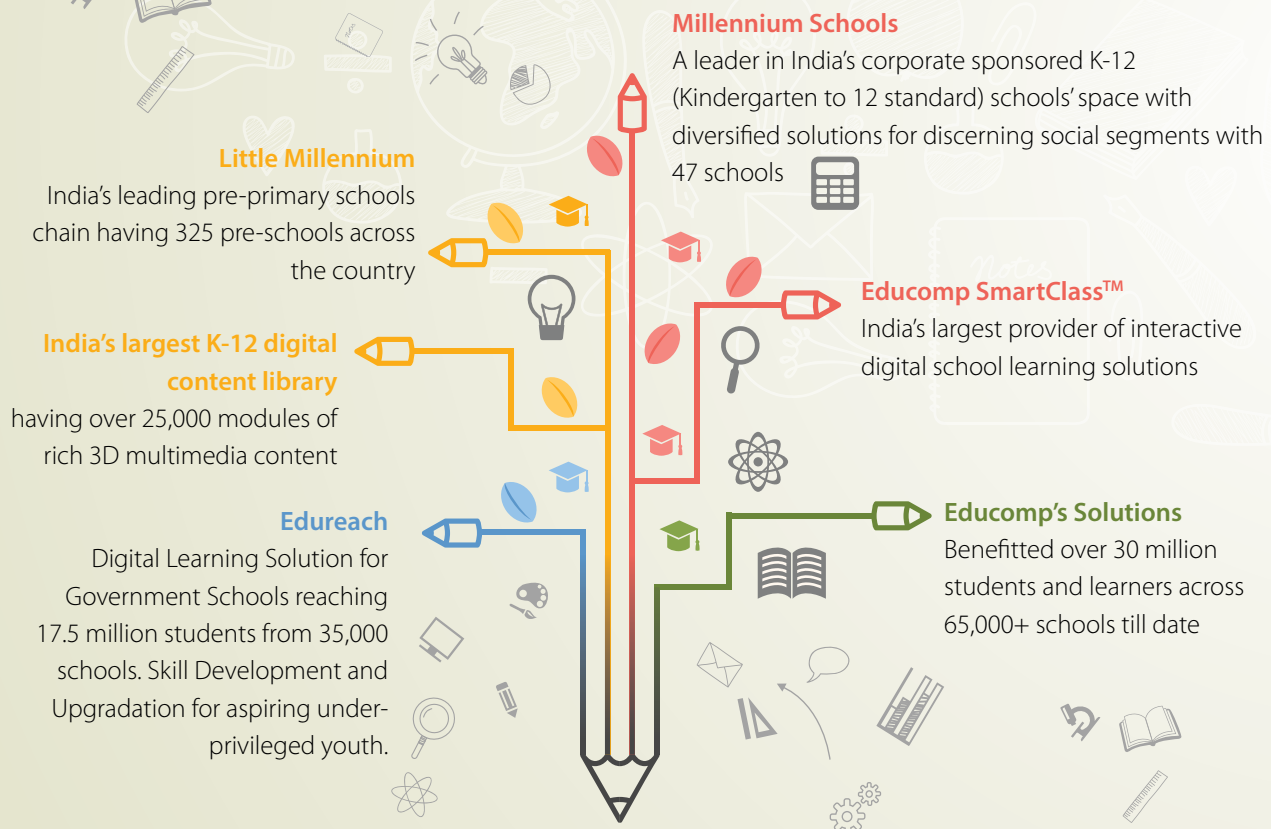 Millennium Schools
A leader in India's corporate sponsored K-12
(Kindergarten to 12 standard) schools' space with
diversified solutions for discerning social segments with
47 schools
Little Millennium
India's leading pre-primary schools
chain having 325 pre-schools across
the country
Notes
Educomp SmartClass™
India's largest provider of interactive
digital school learning solutions
India's largest K-12 digital
content library
having over 25,000 modules of
rich 3D multimedia content
Edureach
Digital Learning Solution for
Government Schools reaching
17.5 million students from 35,000
schools. Skill Development and
Upgradation for aspiring under-
privileged youth.
Educomp's Solutions
Benefitted over 30 million
students and learners across
65,000+ schools till date